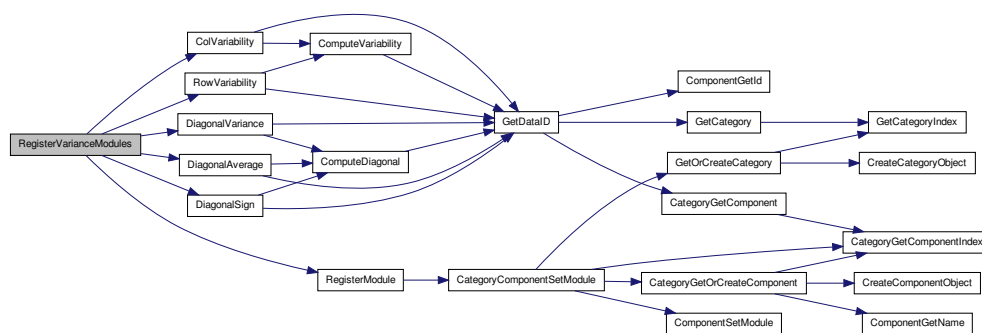 RegisterVarianceModules
ColVariability
RowVariability
DiagonalVariance
DiagonalAverage
DiagonalSign
RegisterModule
ComputeVariability
ComputeDiagonal
CategoryComponentSetModule
GetDataID
ComponentGetId
GetCategory
GetOrCreateCategory
CategoryGetComponent
CategoryGetOrCreateComponent
ComponentSetModule
GetCategoryIndex
CreateCategoryObject
CategoryGetComponentIndex
CreateComponentObject
ComponentGetName